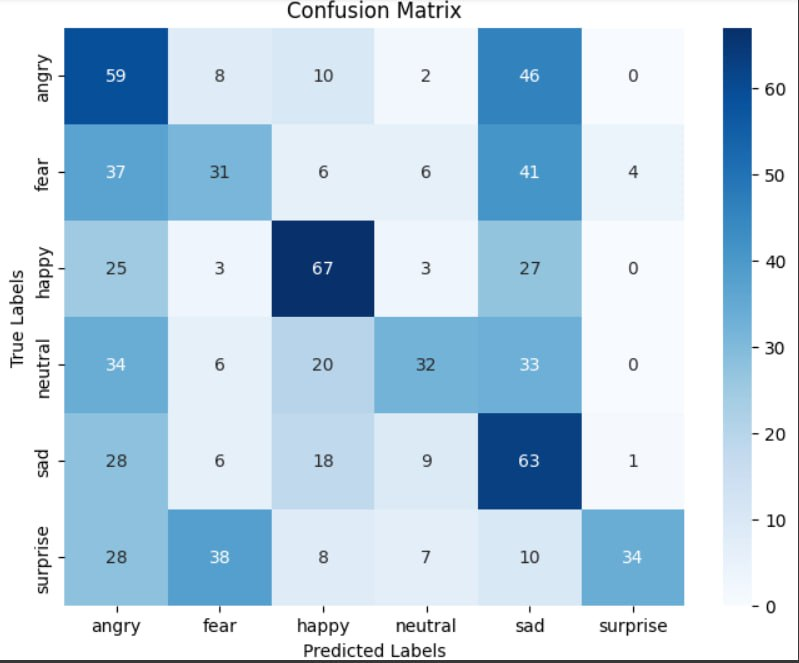 Confusion Matrix
True Labels
angry 59 8 10 2 46 0
fear 37 31 6 6 41 4
happy 25 3 67 3 27 0
neutral 34 6 20 32 33 0
sad 28 6 18 9 63 1
surprise 28 38 8 7 10 34
angry fear happy neutral sad surprise
Predicted Labels
60
50
40
30
20
10
0